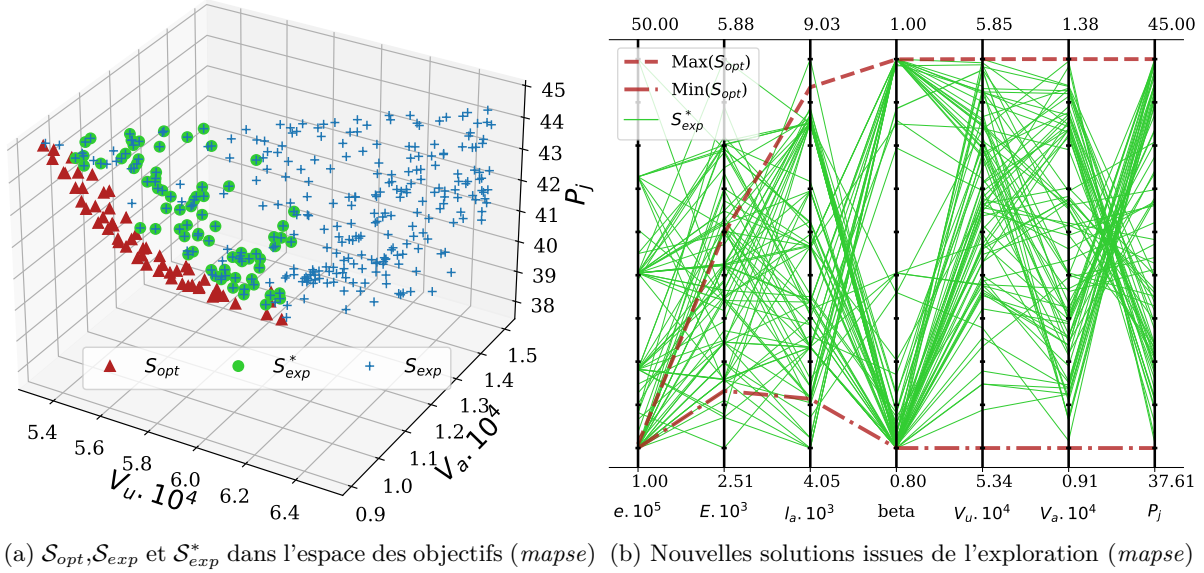 45
44
43
42
41
40
39
38
P_j
S_opt
S*_exp
S_exp
5.4
5.6
5.8
6.0
6.2
6.4
V_u. 10^4
0.9
1.0
1.1
1.2
1.3
1.4
1.5
V_a. 10^4
(a) S_opt,S_exp et S*_exp dans l'espace des objectifs (mapse)
50.00 5.88 9.03 1.00 5.85 1.38 45.00
Max(S_opt)
Min(S_opt)
S*_exp
1.00 2.51 4.05 0.80 5.34 0.91 37.61
e.10^5 E.10^3 I_a.10^3 beta V_u.10^4 V_a.10^4 P_j
(b) Nouvelles solutions issues de l'exploration (mapse)